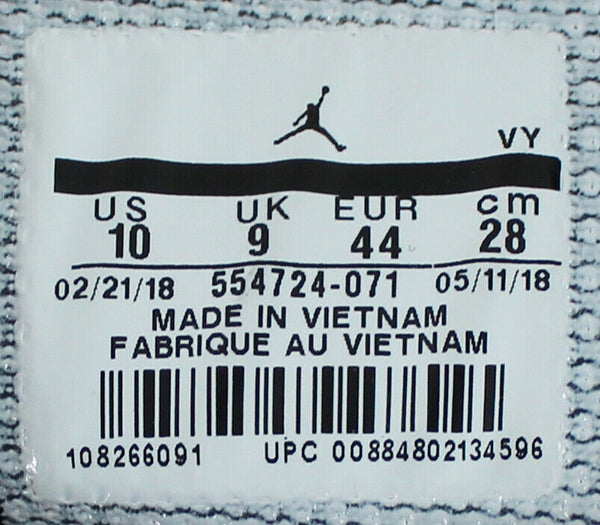 VY
US UK EUR cm
10 9 44 28
02/21/18 554724-071 05/11/18
MADE IN VIETNAM
FABRIQUE AU VIETNAM
108266091 UPC 00884802134596